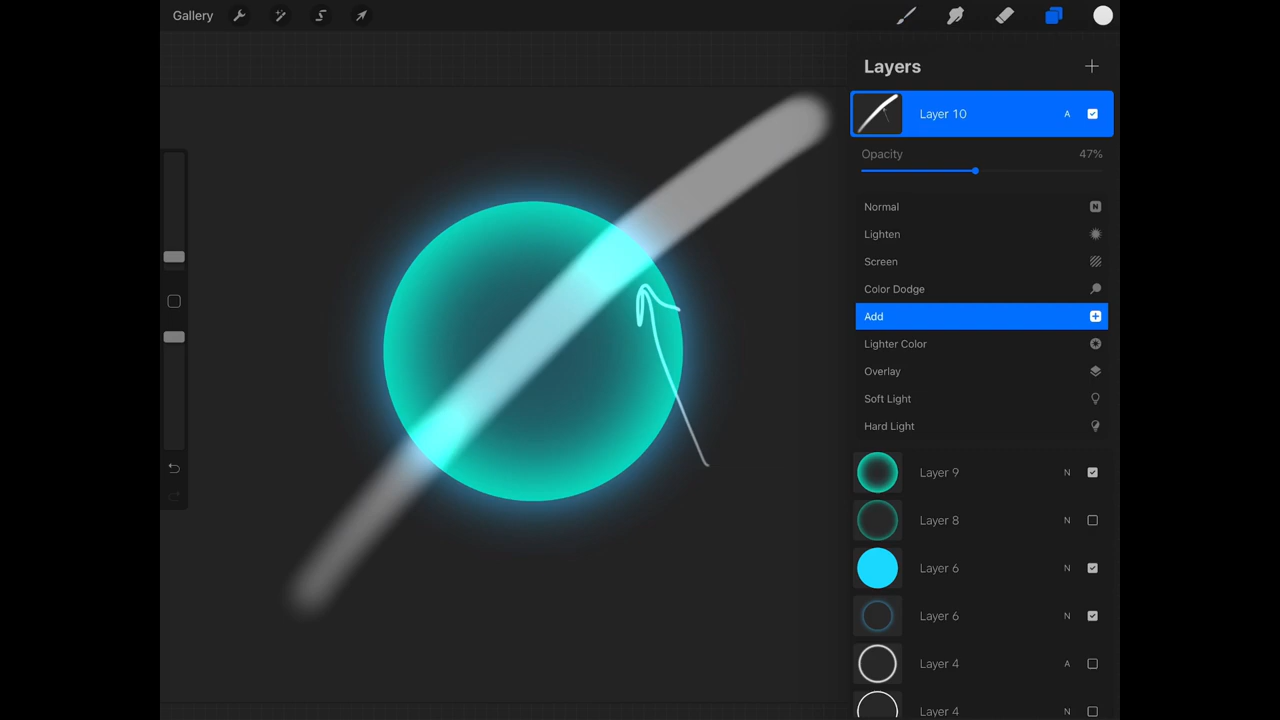 Gallery
Layers
Layer 10 A
Opacity 47%
Normal N
Lighten
Screen
Color Dodge
Add
Lighter Color
Overlay
Soft Light
Hard Light
Layer 9 N
Layer 8 N
Layer 6 N
Layer 6 N
Layer 4 A
Layer 4 N